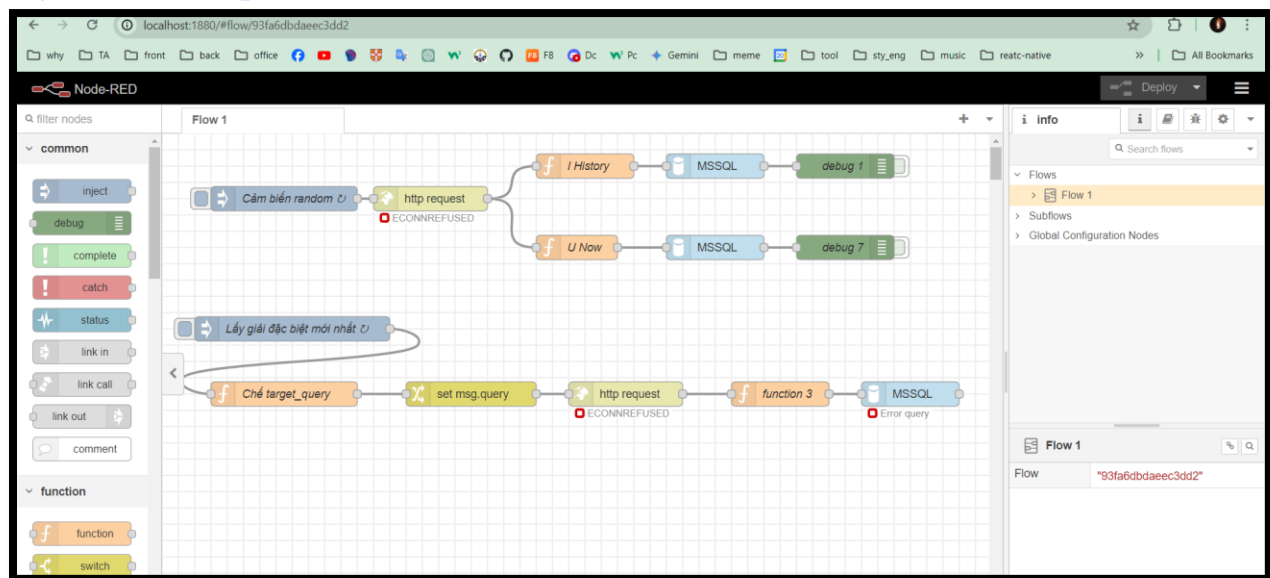 localhost:1880/#flow/93fa6dbdaeec3dd2
why TA front back office F8 F8 Dc Pc Gemini meme tool sty_eng music reatc-native » All Bookmarks
Node-RED Deploy
filter nodes Flow 1 i info Search flows
common
inject
debug
complete
catch
status
link in
link call
link out
comment
function
function
switch
I History MSSQL debug 1
Cảm biến random ↻ http request
ECONNREFUSED
U Now MSSQL debug 7
Lấy giải đặc biệt mới nhất ↻
Chế target_query set msg.query http request function 3 MSSQL
ECONNREFUSED Error query
Flows
Flow 1
Subflows
Global Configuration Nodes
Flow 1
Flow "93fa6dbdaeec3dd2"